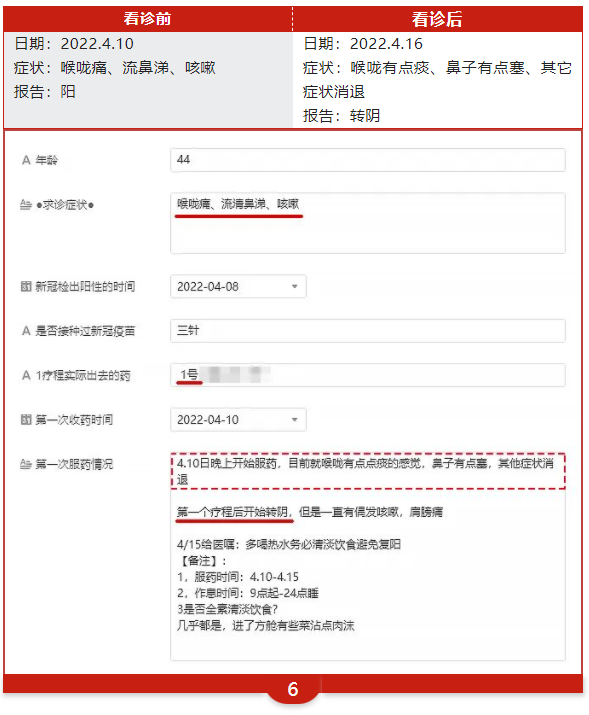 看诊前
看诊后
日期：2022.4.10
症状：喉咙痛、流鼻涕、咳嗽
报告：阳
日期：2022.4.16
症状：喉咙有点痰、鼻子有点塞、其它
症状消退
报告：转阴
A 年龄
44
●求诊症状●
喉咙痛、流清鼻涕、咳嗽
新冠检出阳性的时间
2022-04-08
A 是否接种过新冠疫苗
三针
A 1疗程实际出去的药
1号
第一次收药时间
2022-04-10
第一次服药情况
4.10日晚上开始服药，目前就喉咙有点点痰的感觉，鼻子有点塞，其他症状消
退
第一个疗程后开始转阴，但是一直有偶发咳嗽，肩膀痛
4/15给医嘱：多喝热水务必清淡饮食避免复阳
【备注】：
1，服药时间：4.10-4.15
2，作息时间：9点起-24点睡
3是否全素清淡饮食?
几乎都是，进了方舱有些菜沾点肉沫
6